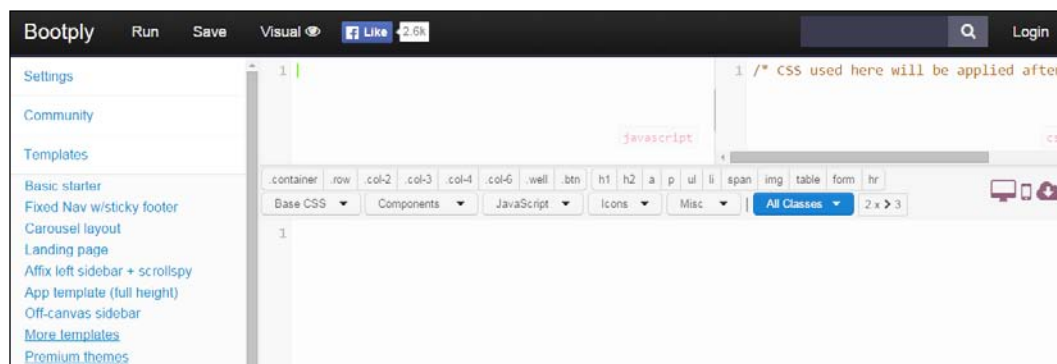 Bootply Run Save Visual Like 2.6k Login
Settings
Community
Templates
Basic starter
Fixed Nav w/sticky footer
Carousel layout
Landing page
Affix left sidebar + scrollspy
App template (full height)
Off-canvas sidebar
More templates
Premium themes
1
javascript
1 /* CSS used here will be applied after
cs
.container .row .col-2 .col-3 .col-4 .col-6 .well .btn h1 h2 a p ul li span img table form hr
Base CSS Components JavaScript Icons Misc | All Classes 2 x > 3
1